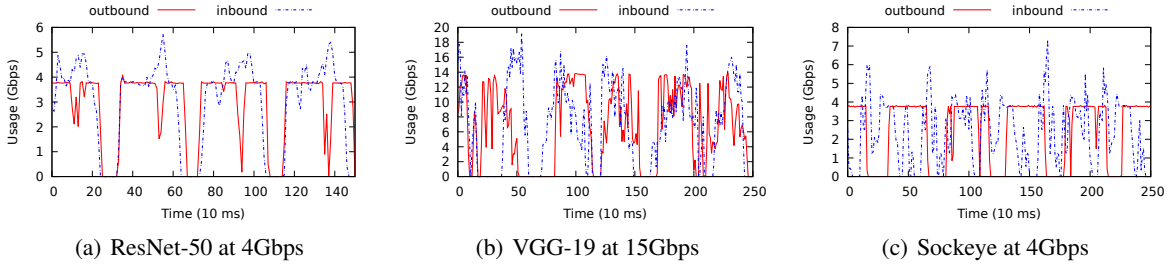 outbound inbound
Usage (Gbps)
6
5
4
3
2
1
0
0 20 40 60 80 100 120 140
Time (10 ms)
(a) ResNet-50 at 4Gbps
outbound inbound
Usage (Gbps)
20
18
16
14
12
10
8
6
4
2
0
0 50 100 150 200 250
Time (10 ms)
(b) VGG-19 at 15Gbps
outbound inbound
Usage (Gbps)
8
7
6
5
4
3
2
1
0
0 50 100 150 200 250
Time (10 ms)
(c) Sockeye at 4Gbps